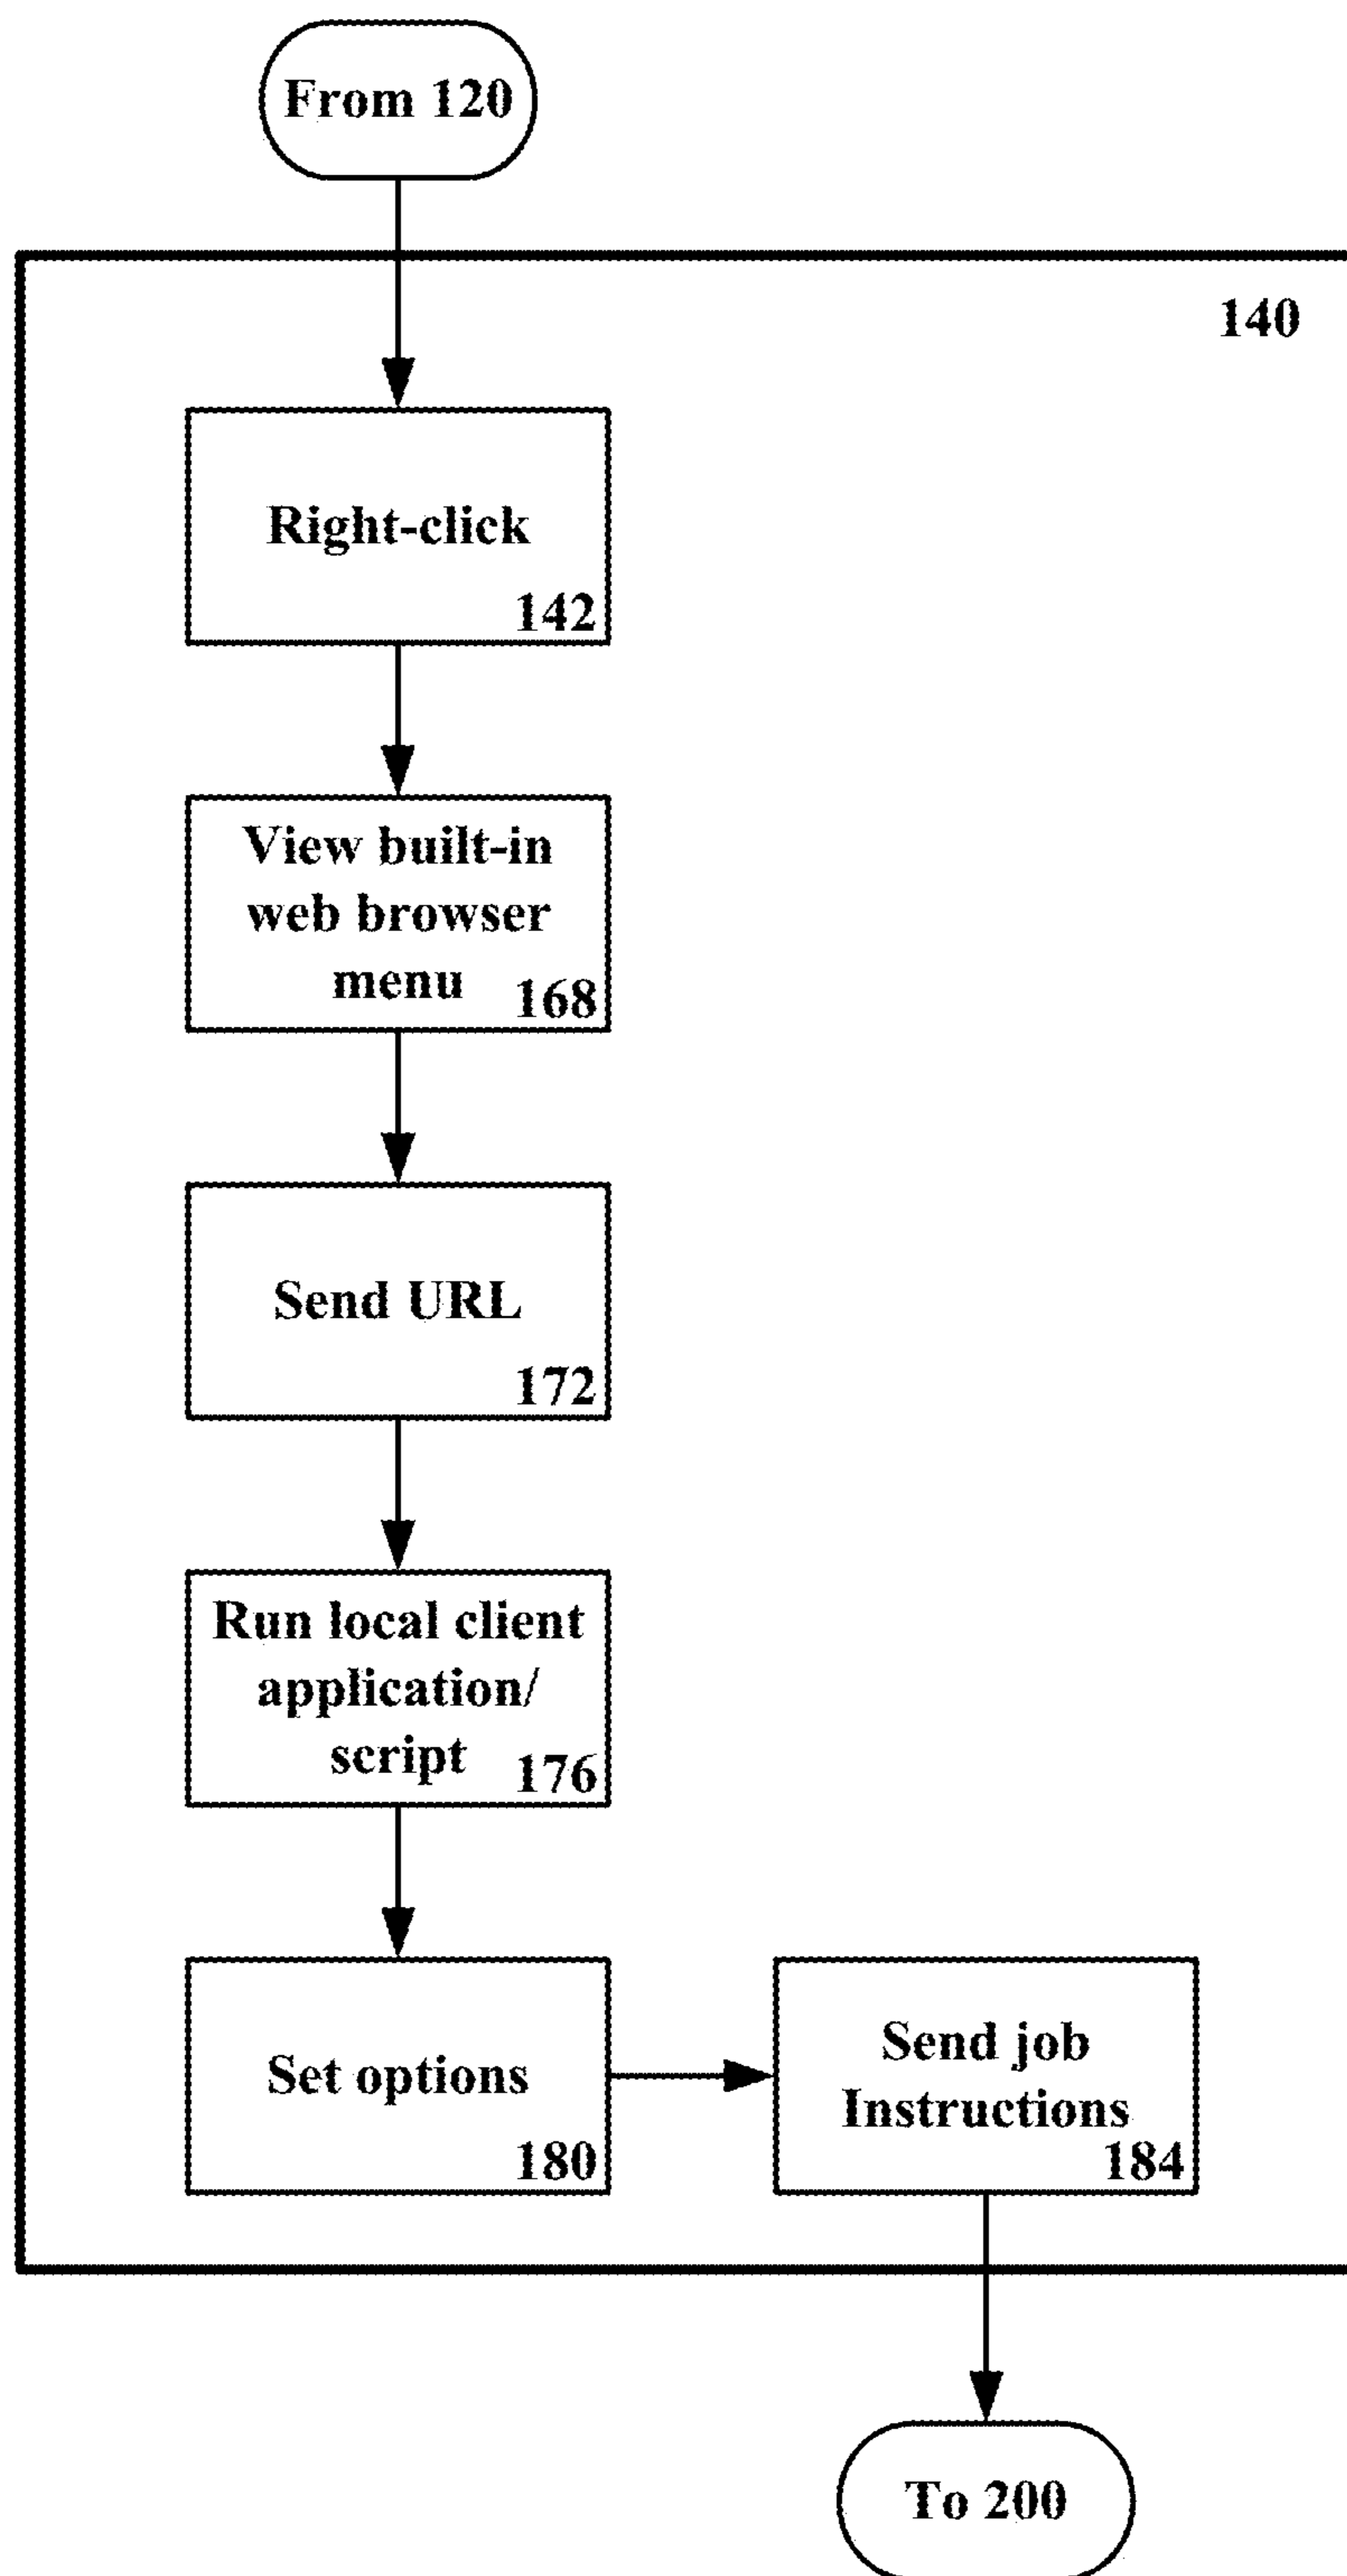 From 120
140
Right-click
142
View built-in
web browser
menu
168
Send URL
172
Run local client
application/
script
176
Set options
180
Send job
Instructions
184
To 200